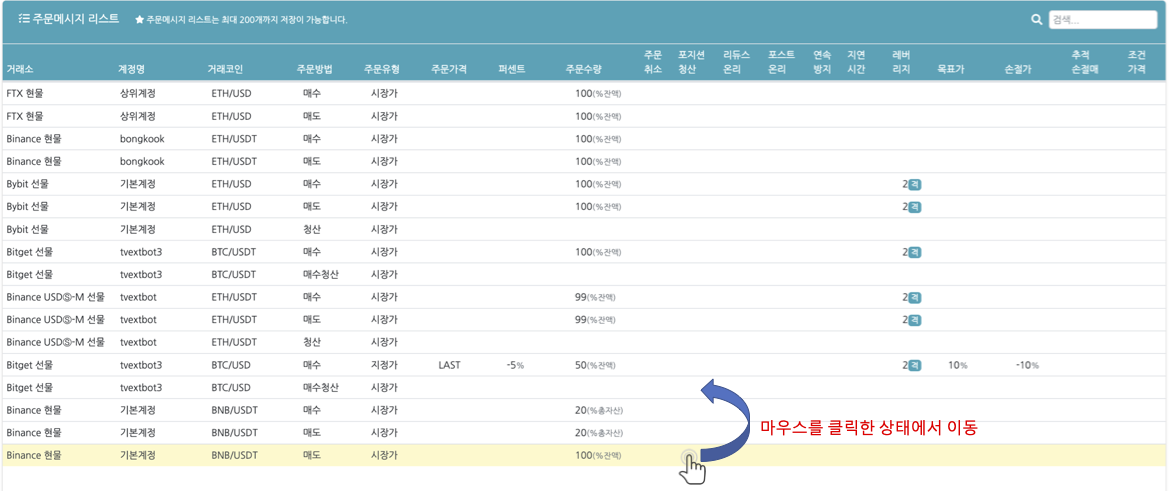 주문메시지 리스트 ★ 주문메시지 리스트는 최대 200개까지 저장이 가능합니다. 검색...
거래소 계정명 거래코인 주문방법 주문유형 주문가격 퍼센트 주문수량 주문취소 포지션청산 리듀스온리 포스트온리 연속방지 지연시간 레버리지 목표가 손절가 추적손절매 조건가격
FTX 현물 상위계정 ETH/USD 매수 시장가 100(%잔액)
FTX 현물 상위계정 ETH/USD 매도 시장가 100(%잔액)
Binance 현물 bongkook ETH/USDT 매수 시장가 100(%잔액)
Binance 현물 bongkook ETH/USDT 매도 시장가 100(%잔액)
Bybit 선물 기본계정 ETH/USD 매수 시장가 100(%잔액) 2격
Bybit 선물 기본계정 ETH/USD 매도 시장가 100(%잔액) 2격
Bybit 선물 기본계정 ETH/USD 청산 시장가
Bitget 선물 tvextbot3 BTC/USDT 매수 시장가 100(%잔액) 2격
Bitget 선물 tvextbot3 BTC/USDT 매수청산 시장가
Binance USDⓈ-M 선물 tvextbot ETH/USDT 매수 시장가 99(%잔액) 2격
Binance USDⓈ-M 선물 tvextbot ETH/USDT 매도 시장가 99(%잔액) 2격
Binance USDⓈ-M 선물 tvextbot ETH/USDT 청산 시장가
Bitget 선물 tvextbot3 BTC/USD 매수 지정가 LAST -5% 50(%잔액) 2격 10% -10%
Bitget 선물 tvextbot3 BTC/USD 매수청산 시장가
Binance 현물 기본계정 BNB/USDT 매수 시장가 20(%총자산)
Binance 현물 기본계정 BNB/USDT 매도 시장가 20(%총자산)
마우스를 클릭한 상태에서 이동
Binance 현물 기본계정 BNB/USDT 매도 시장가 100(%잔액)